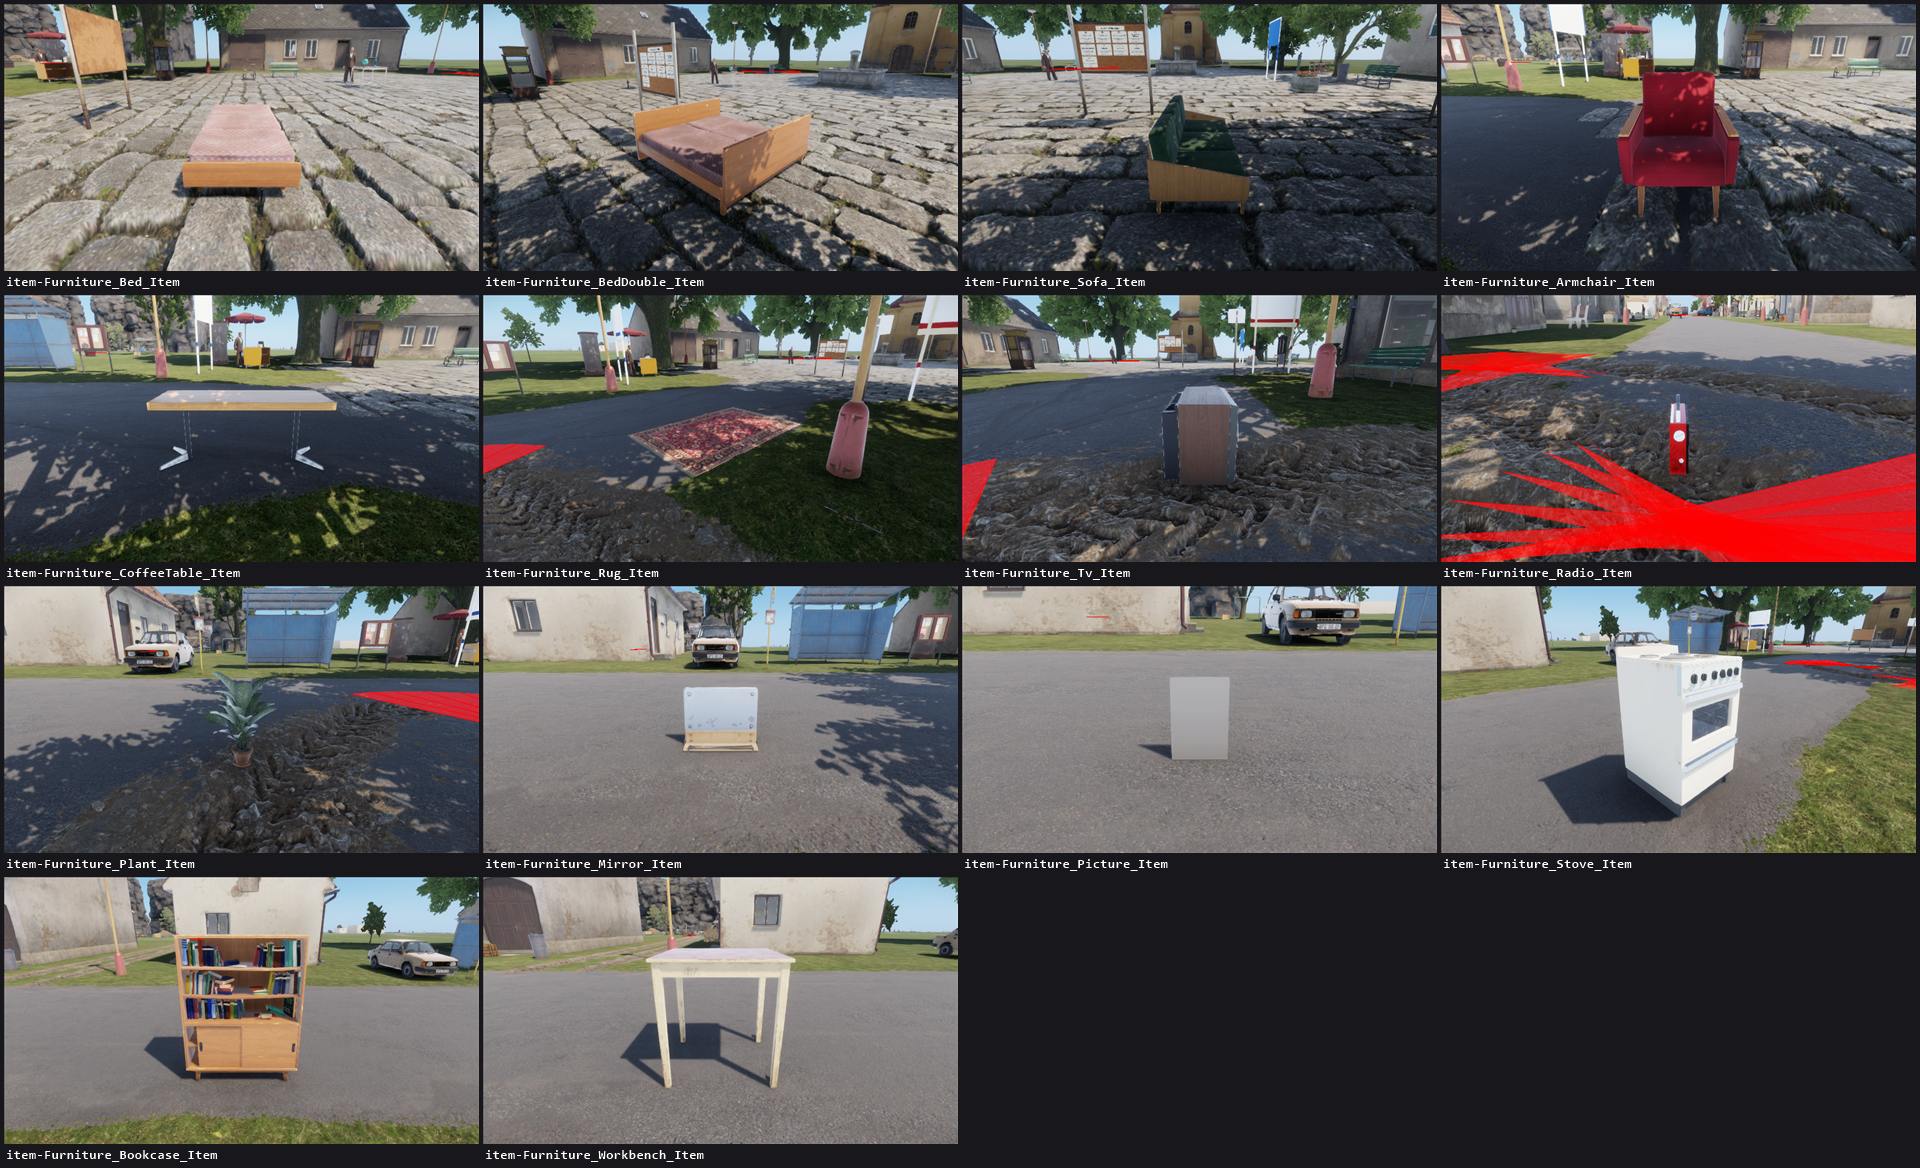 item-Furniture_Bed_Item
item-Furniture_BedDouble_Item
item-Furniture_Sofa_Item
item-Furniture_Armchair_Item
item-Furniture_CoffeeTable_Item
item-Furniture_Rug_Item
item-Furniture_Tv_Item
item-Furniture_Radio_Item
item-Furniture_Plant_Item
item-Furniture_Mirror_Item
item-Furniture_Picture_Item
item-Furniture_Stove_Item
item-Furniture_Bookcase_Item
item-Furniture_Workbench_Item